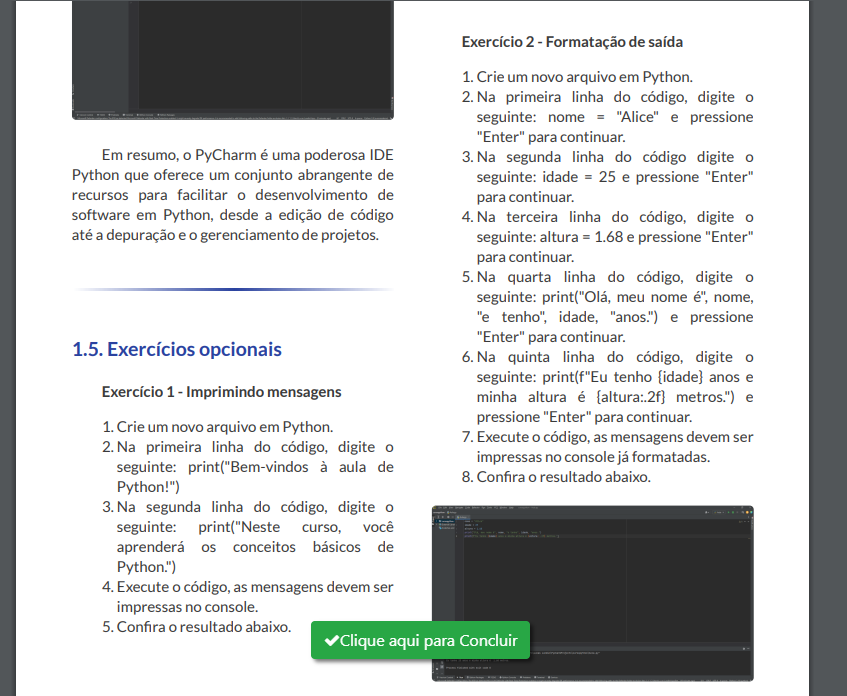 Em resumo, o PyCharm é uma poderosa IDE
Python que oferece um conjunto abrangente de
recursos para facilitar o desenvolvimento de
software em Python, desde a edição de código
até a depuração e o gerenciamento de projetos.
1.5. Exercícios opcionais
Exercício 1 - Imprimindo mensagens
1. Crie um novo arquivo em Python.
2. Na primeira linha do código, digite o
seguinte: print("Bem-vindos à aula de
Python!")
3. Na segunda linha do código, digite o
seguinte: print("Neste curso, você
aprenderá os conceitos básicos de
Python.")
4. Execute o código, as mensagens devem ser
impressas no console.
5. Confira o resultado abaixo.
Exercício 2 - Formatação de saída
1. Crie um novo arquivo em Python.
2. Na primeira linha do código, digite o
seguinte: nome = "Alice" e pressione
"Enter" para continuar.
3. Na segunda linha do código digite o
seguinte: idade = 25 e pressione "Enter"
para continuar.
4. Na terceira linha do código, digite o
seguinte: altura = 1.68 e pressione "Enter"
para continuar.
5. Na quarta linha do código, digite o
seguinte: print("Olá, meu nome é", nome,
"e tenho", idade, "anos.") e pressione
"Enter" para continuar.
6. Na quinta linha do código, digite o
seguinte: print(f"Eu tenho {idade} anos e
minha altura é {altura:.2f} metros.") e
pressione "Enter" para continuar.
7. Execute o código, as mensagens devem ser
impressas no console já formatadas.
8. Confira o resultado abaixo.
Clique aqui para Concluir